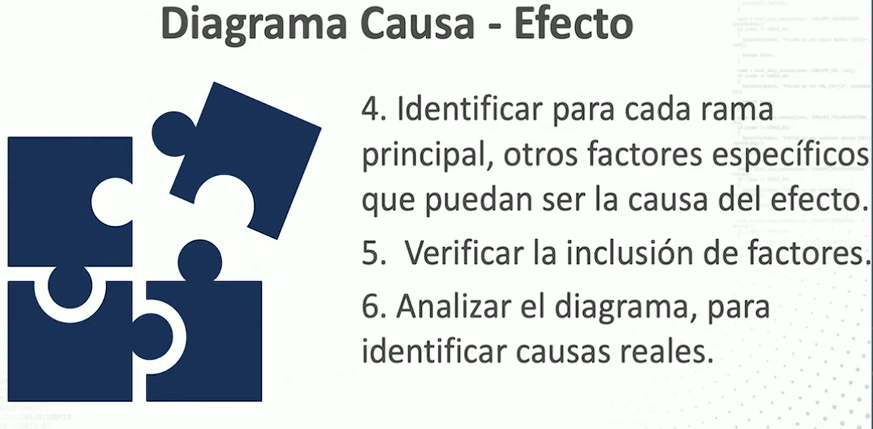 Diagrama Causa - Efecto
4. Identificar para cada rama
principal, otros factores específicos
que puedan ser la causa del efecto.
5. Verificar la inclusión de factores.
6. Analizar el diagrama, para
identificar causas reales.